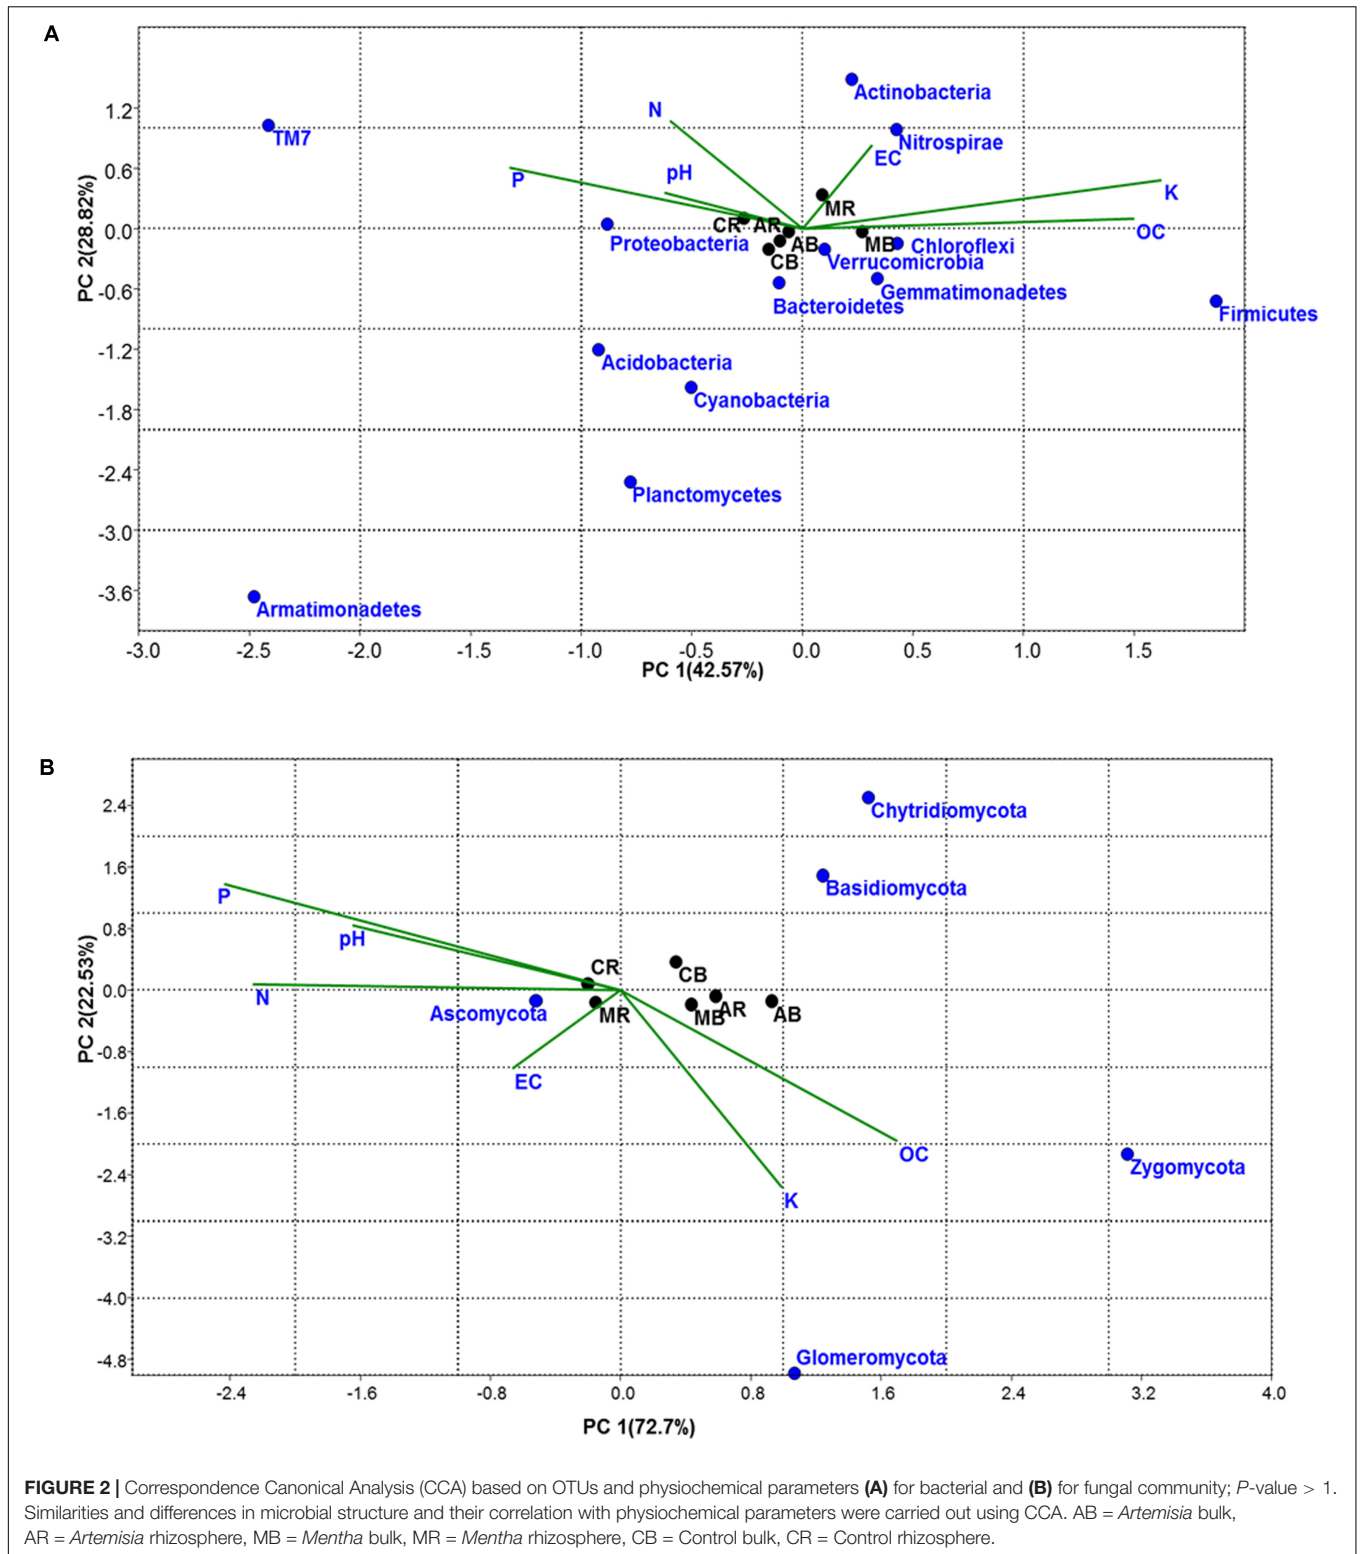 A
1.2
0.6
0.0
-0.6
-1.2
-1.8
-2.4
-3.0
-3.6
PC 2(28.82%)
Actinobacteria
N
TM7
Nitrospirae
EC
pH
P
K
MR
CR
AR
OC
Proteobacteria
AB
MB
Chloroflexi
CB
Verrucomicrobia
Gemmatimonadetes
Bacteroidetes
Firmicutes
Acidobacteria
Cyanobacteria
Planctomycetes
Armatimonadetes
-3.0 -2.5 -2.0 -1.5 -1.0 -0.5 0.0 0.5 1.0 1.5
PC 1(42.57%)
B
2.4
1.6
0.8
0.0
-0.8
-1.6
-2.4
-3.2
-4.0
-4.8
PC 2(22.53%)
Chytridiomycota
Basidiomycota
P
pH
CR
CB
N
Ascomycota
MR
MB
AR
AB
EC
OC
Zygomycota
K
Glomeromycota
-2.4 -1.6 -0.8 0.0 0.8 1.6 2.4 3.2 4.0
PC 1(72.7%)
FIGURE 2 | Correspondence Canonical Analysis (CCA) based on OTUs and physiochemical parameters (A) for bacterial and (B) for fungal community; P-value > 1.
Similarities and differences in microbial structure and their correlation with physiochemical parameters were carried out using CCA. AB = Artemisia bulk,
AR = Artemisia rhizosphere, MB = Mentha bulk, MR = Mentha rhizosphere, CB = Control bulk, CR = Control rhizosphere.